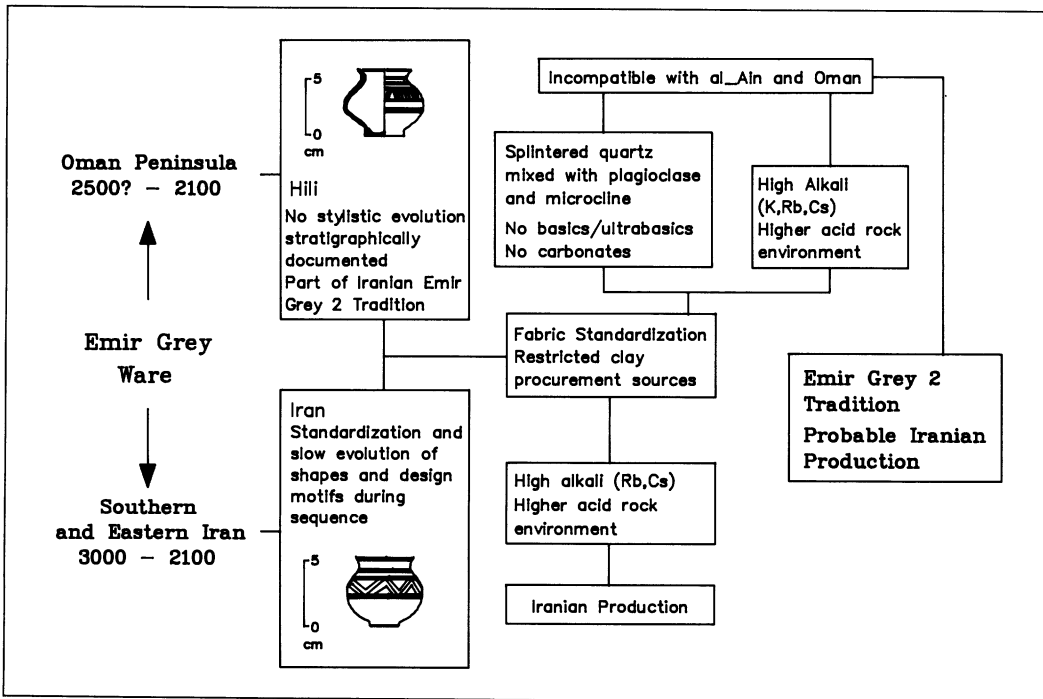 Oman Peninsula
2500? – 2100
Emir Grey
Ware
Southern
and Eastern Iran
3000 – 2100
5
0
cm
Hili
No stylistic evolution
stratigraphically
documented
Part of Iranian Emir
Grey 2 Tradition
Iran
Standardization and
slow evolution of
shapes and design
motifs during
sequence
5
0
cm
Incompatible with al_Ain and Oman
Splintered quartz
mixed with plagioclase
and microcline
No basics/ultrabasics
No carbonates
High Alkali
(K,Rb,Cs)
Higher acid rock
environment
Fabric Standardization
Restricted clay
procurement sources
High alkali (Rb,Cs)
Higher acid rock
environment
Iranian Production
Emir Grey 2
Tradition
Probable Iranian
Production